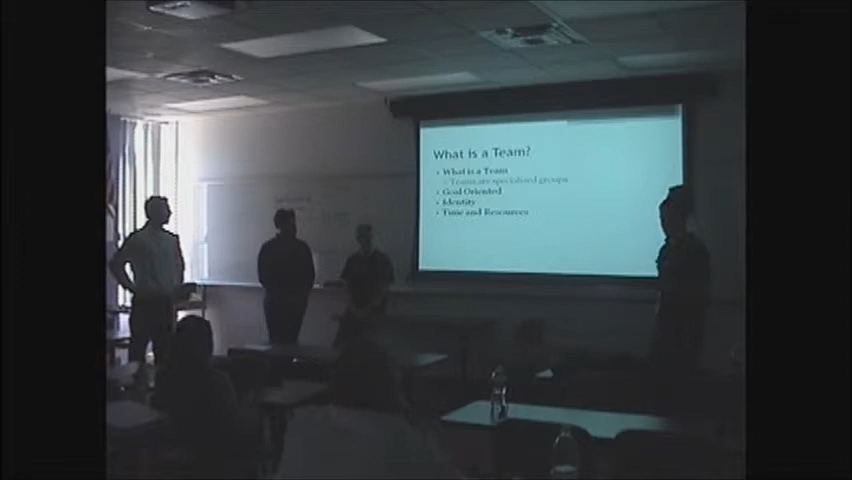 What is a Team?
• What is a Team
– Teams are specialized groups
• Goal Oriented
• Identity
• Time and Resources